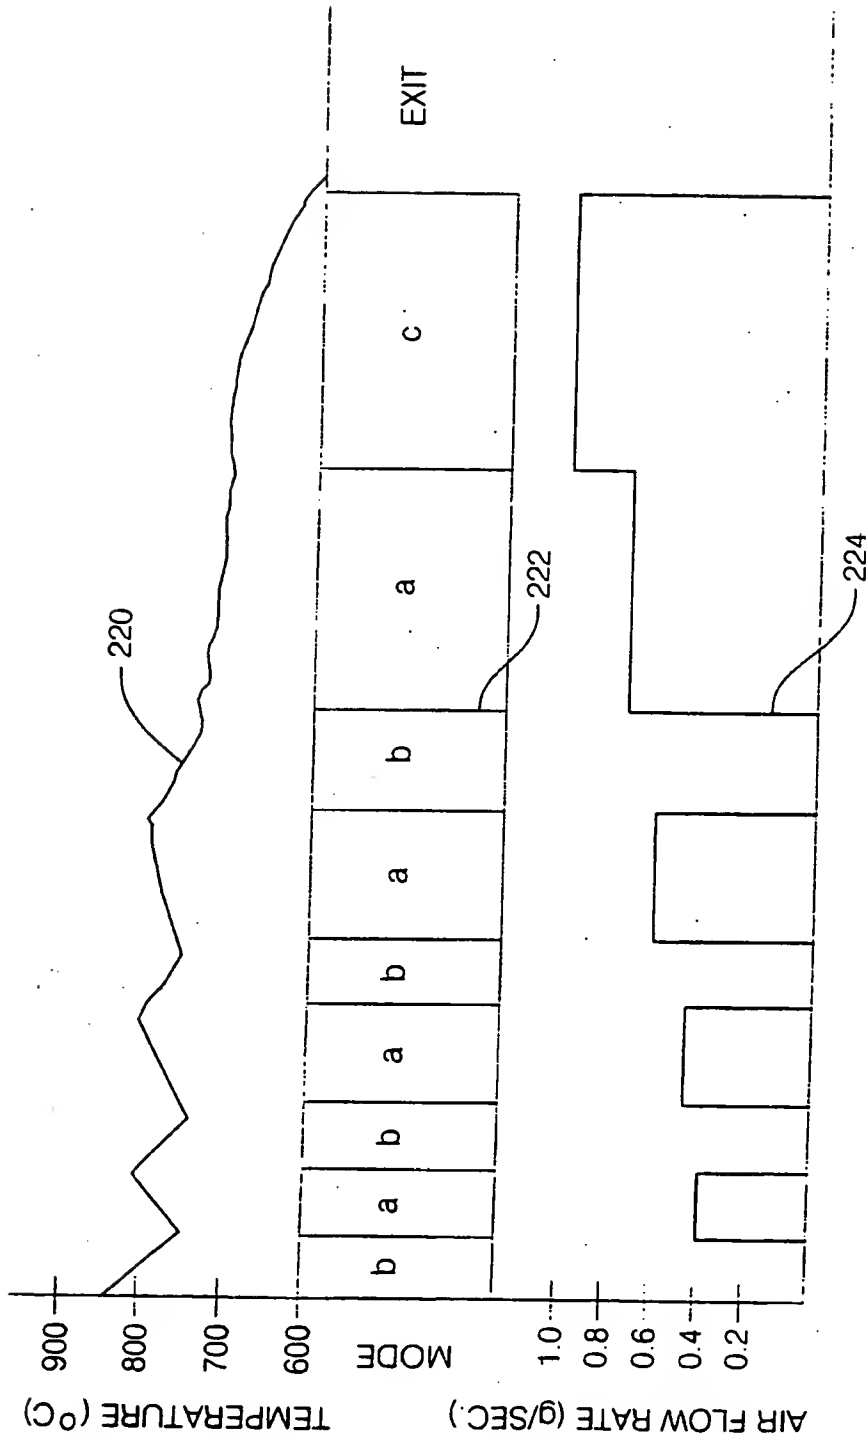 TEMPERATURE (°C)
900
800
700
600
220
MODE
b
a
b
a
b
a
b
a
c
EXIT
222
AIR FLOW RATE (g/SEC.)
1.0
0.8
0.6
0.4
0.2
224